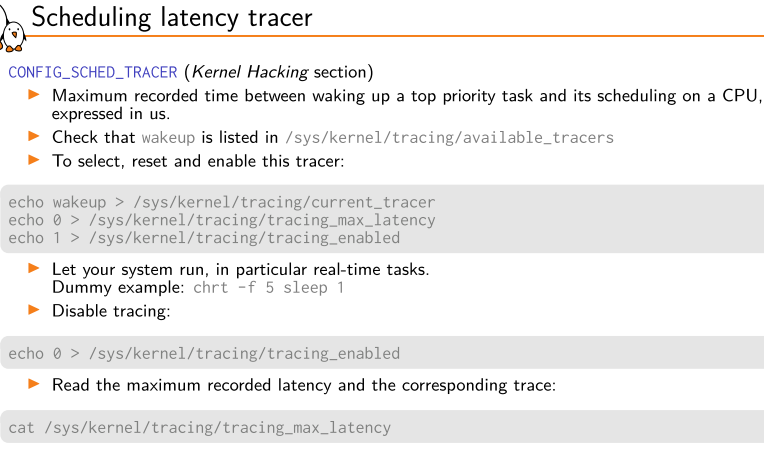 Scheduling latency tracer
CONFIG_SCHED_TRACER (Kernel Hacking section)
Maximum recorded time between waking up a top priority task and its scheduling on a CPU,
expressed in us.
Check that wakeup is listed in /sys/kernel/tracing/available_tracers
To select, reset and enable this tracer:
echo wakeup > /sys/kernel/tracing/current_tracer
echo 0 > /sys/kernel/tracing/tracing_max_latency
echo 1 > /sys/kernel/tracing/tracing_enabled
Let your system run, in particular real-time tasks.
Dummy example: chrt -f 5 sleep 1
Disable tracing:
echo 0 > /sys/kernel/tracing/tracing_enabled
Read the maximum recorded latency and the corresponding trace:
cat /sys/kernel/tracing/tracing_max_latency